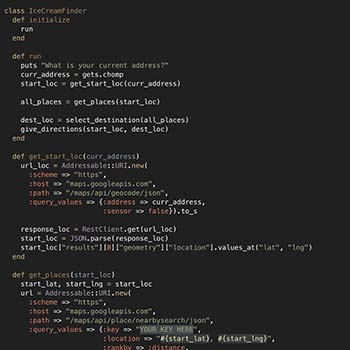 class IceCreamFinder
def initialize
run
end
def run
puts "What is your current address?"
curr_address = gets.chomp
start_loc = get_start_loc(curr_address)
all_places = get_places(start_loc)
dest_loc = select_destination(all_places)
give_directions(start_loc, dest_loc)
end
def get_start_loc(curr_address)
url_loc = Addressable::URI.new(
:scheme => "https",
:host => "maps.googleapis.com",
:path => "/maps/api/geocode/json",
:query_values => {:address => curr_address,
:sensor => false}).to_s
response_loc = RestClient.get(url_loc)
start_loc = JSON.parse(response_loc)
start_loc["results"][0]["geometry"]["location"].values_at("lat", "lng")
end
def get_places(start_loc)
start_lat, start_lng = start_loc
url = Addressable::URI.new(
:scheme => "https",
:host => "maps.googleapis.com",
:path => "/maps/api/place/nearbysearch/json",
:query_values => {:key => "YOUR KEY HERE",
:location => "#{start_lat}, #{start_lng}",
:rankby => :distance,